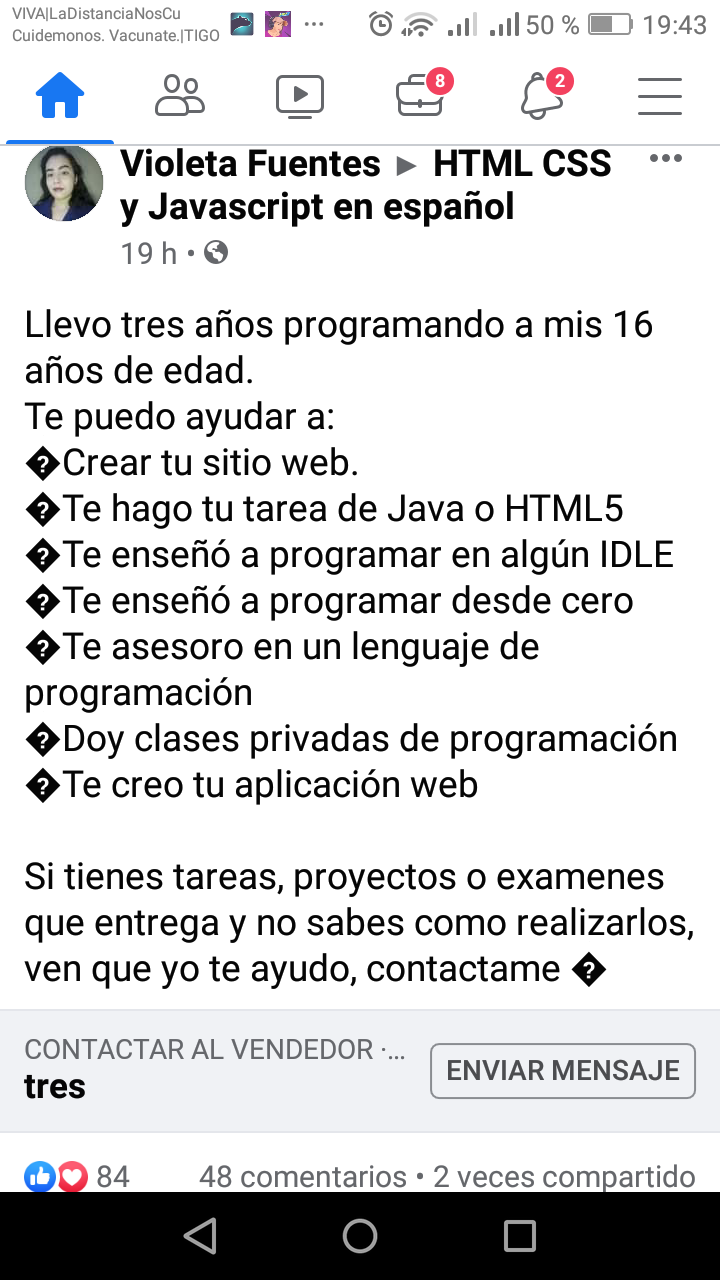 VIVA|LaDistanciaNosCu
Cuidemonos. Vacunate.|TIGO
50 %
19:43
8
2
Violeta Fuentes ► HTML CSS
y Javascript en español
19 h •
Llevo tres años programando a mis 16
años de edad.
Te puedo ayudar a:
�Crear tu sitio web.
�Te hago tu tarea de Java o HTML5
�Te enseñó a programar en algún IDLE
�Te enseñó a programar desde cero
�Te asesoro en un lenguaje de
programación
�Doy clases privadas de programación
�Te creo tu aplicación web
Si tienes tareas, proyectos o examenes
que entrega y no sabes como realizarlos,
ven que yo te ayudo, contactame �
CONTACTAR AL VENDEDOR ·...
tres
ENVIAR MENSAJE
84
48 comentarios • 2 veces compartido